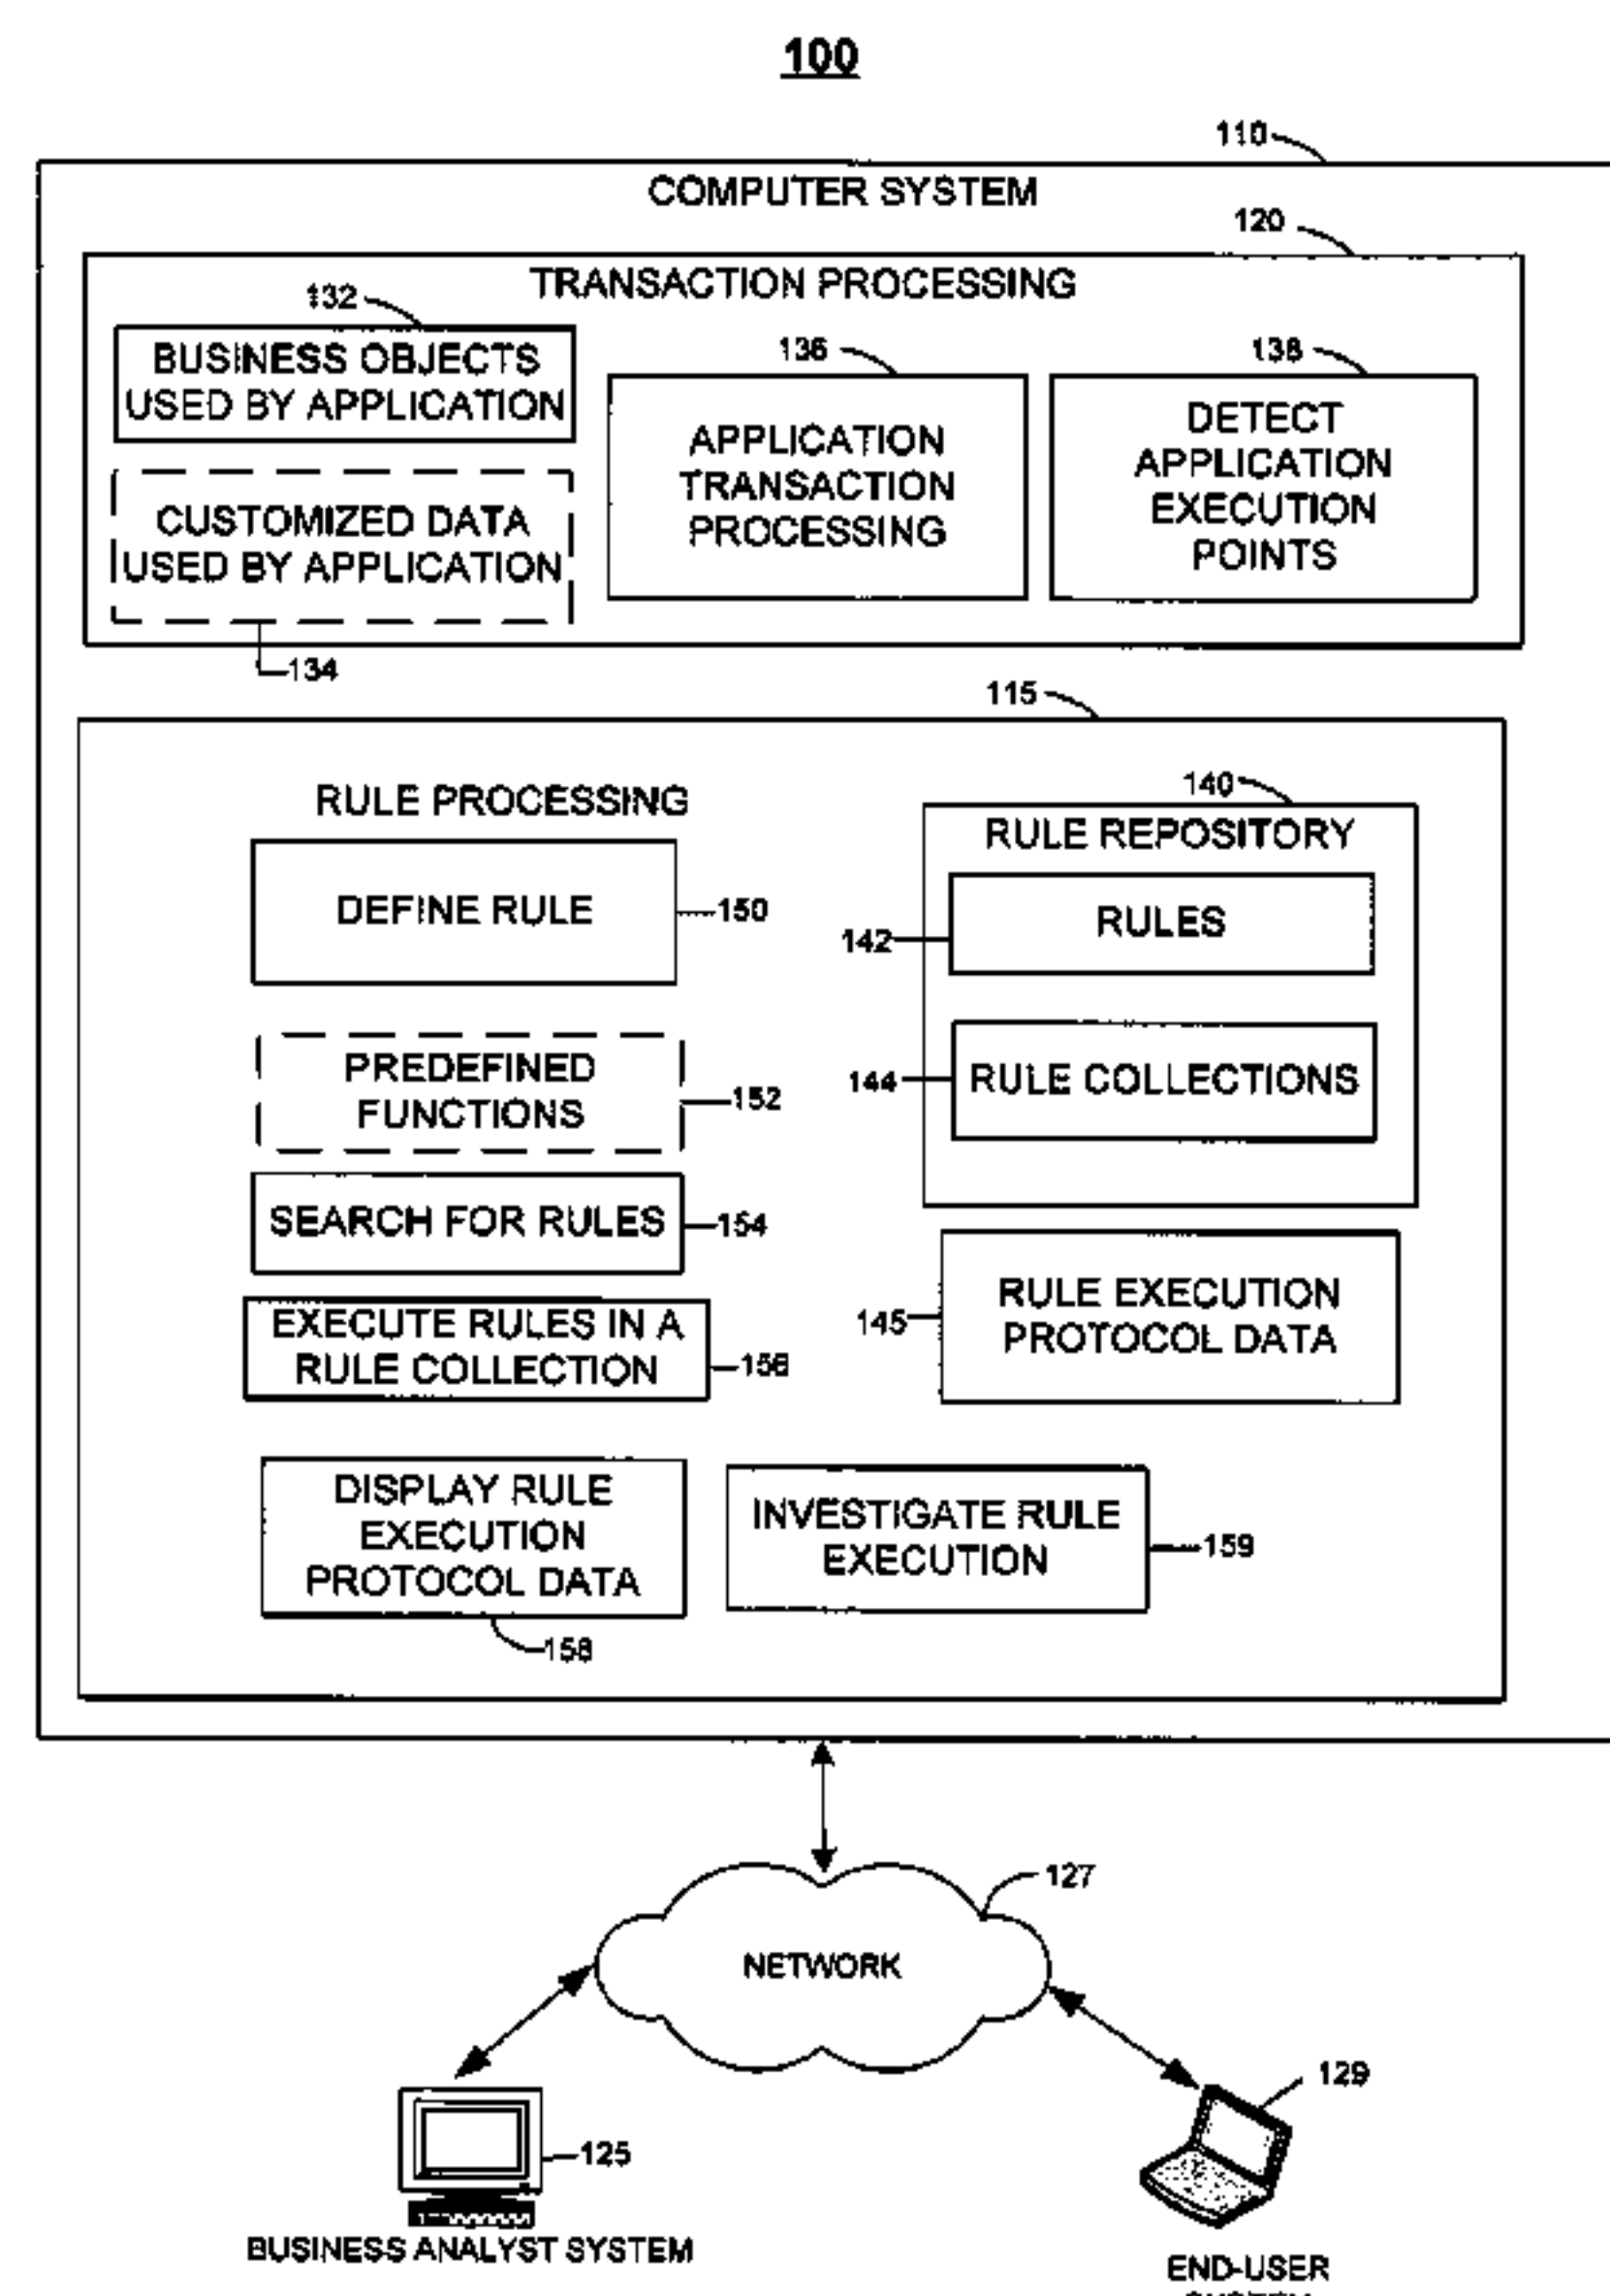 100
110
COMPUTER SYSTEM
120
TRANSACTION PROCESSING
132
BUSINESS OBJECTS
USED BY APPLICATION
136
APPLICATION
TRANSACTION
PROCESSING
138
DETECT
APPLICATION
EXECUTION
POINTS
CUSTOMIZED DATA
USED BY APPLICATION
134
115
RULE PROCESSING
140
RULE REPOSITORY
DEFINE RULE
150
RULES
142
PREDEFINED
FUNCTIONS
152
RULE COLLECTIONS
144
SEARCH FOR RULES
154
EXECUTE RULES IN A
RULE COLLECTION
156
RULE EXECUTION
PROTOCOL DATA
145
DISPLAY RULE
EXECUTION
PROTOCOL DATA
158
INVESTIGATE RULE
EXECUTION
159
127
NETWORK
129
125
BUSINESS ANALYST SYSTEM
END-USER